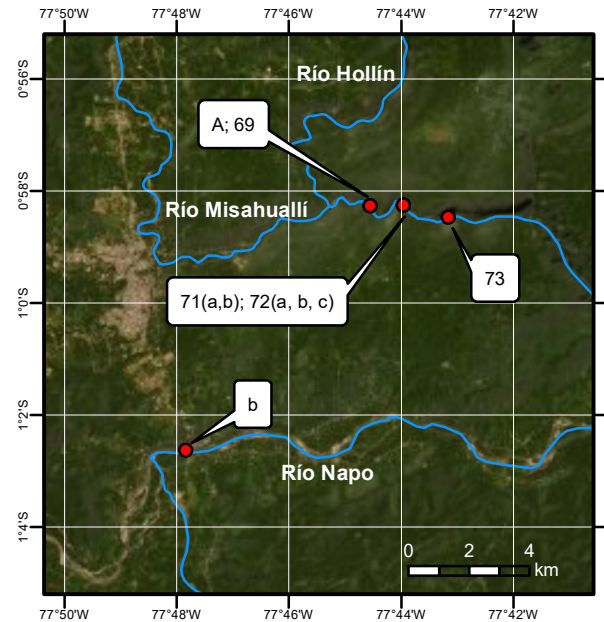 77°50'W 77°48'W 77°46'W 77°44'W 77°42'W
0°56'S
Río Hollín
A; 69
0°58'S
Río Misahuallí
73
71(a,b); 72(a, b, c)
1°0'S
b
1°2'S
Río Napo
1°4'S
0 2 4
km
77°50'W 77°48'W 77°46'W 77°44'W 77°42'W